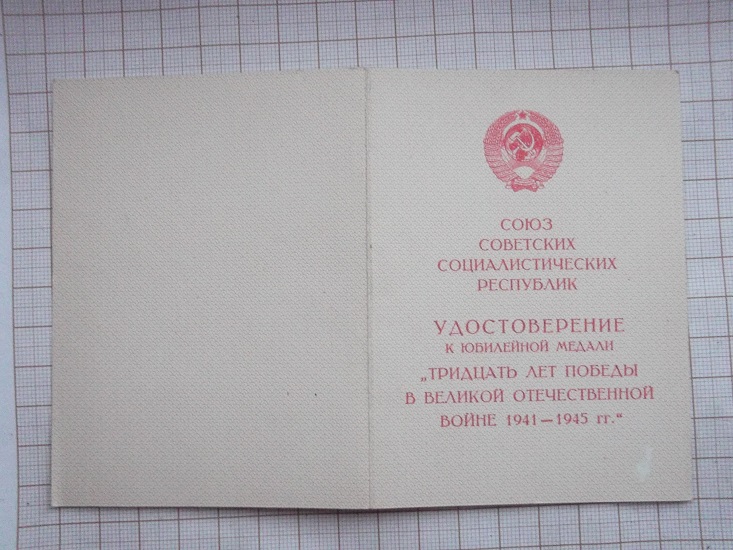 СОЮЗ
СОВЕТСКИХ
СОЦИАЛИСТИЧЕСКИХ
РЕСПУБЛИК
УДОСТОВЕРЕНИЕ
К ЮБИЛЕЙНОЙ МЕДАЛИ
„ТРИДЦАТЬ ЛЕТ ПОБЕДЫ
В ВЕЛИКОЙ ОТЕЧЕСТВЕННОЙ
ВОЙНЕ 1941—1945 гг.“